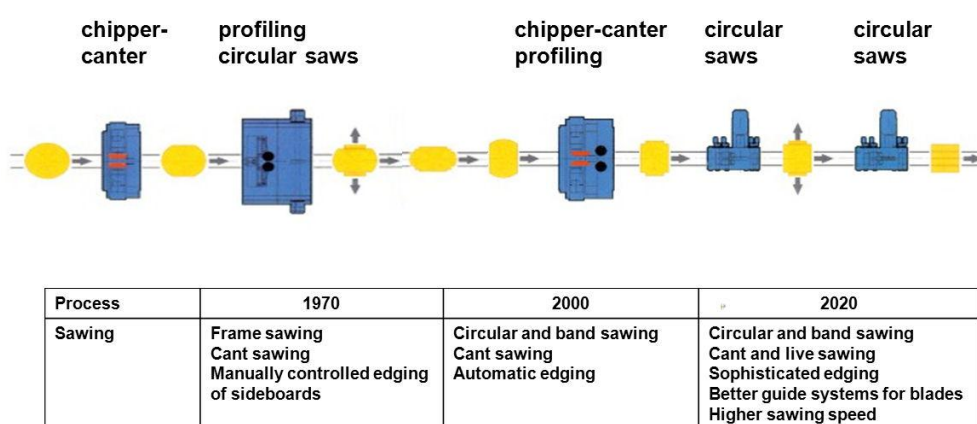 chipper-
canter
profiling
circular saws
chipper-canter
profiling
circular
saws
circular
saws
Process 1970 2000 2020
Sawing
Frame sawing
Cant sawing
Manually controlled edging
of sideboards
Circular and band sawing
Cant sawing
Automatic edging
Circular and band sawing
Cant and live sawing
Sophisticated edging
Better guide systems for blades
Higher sawing speed